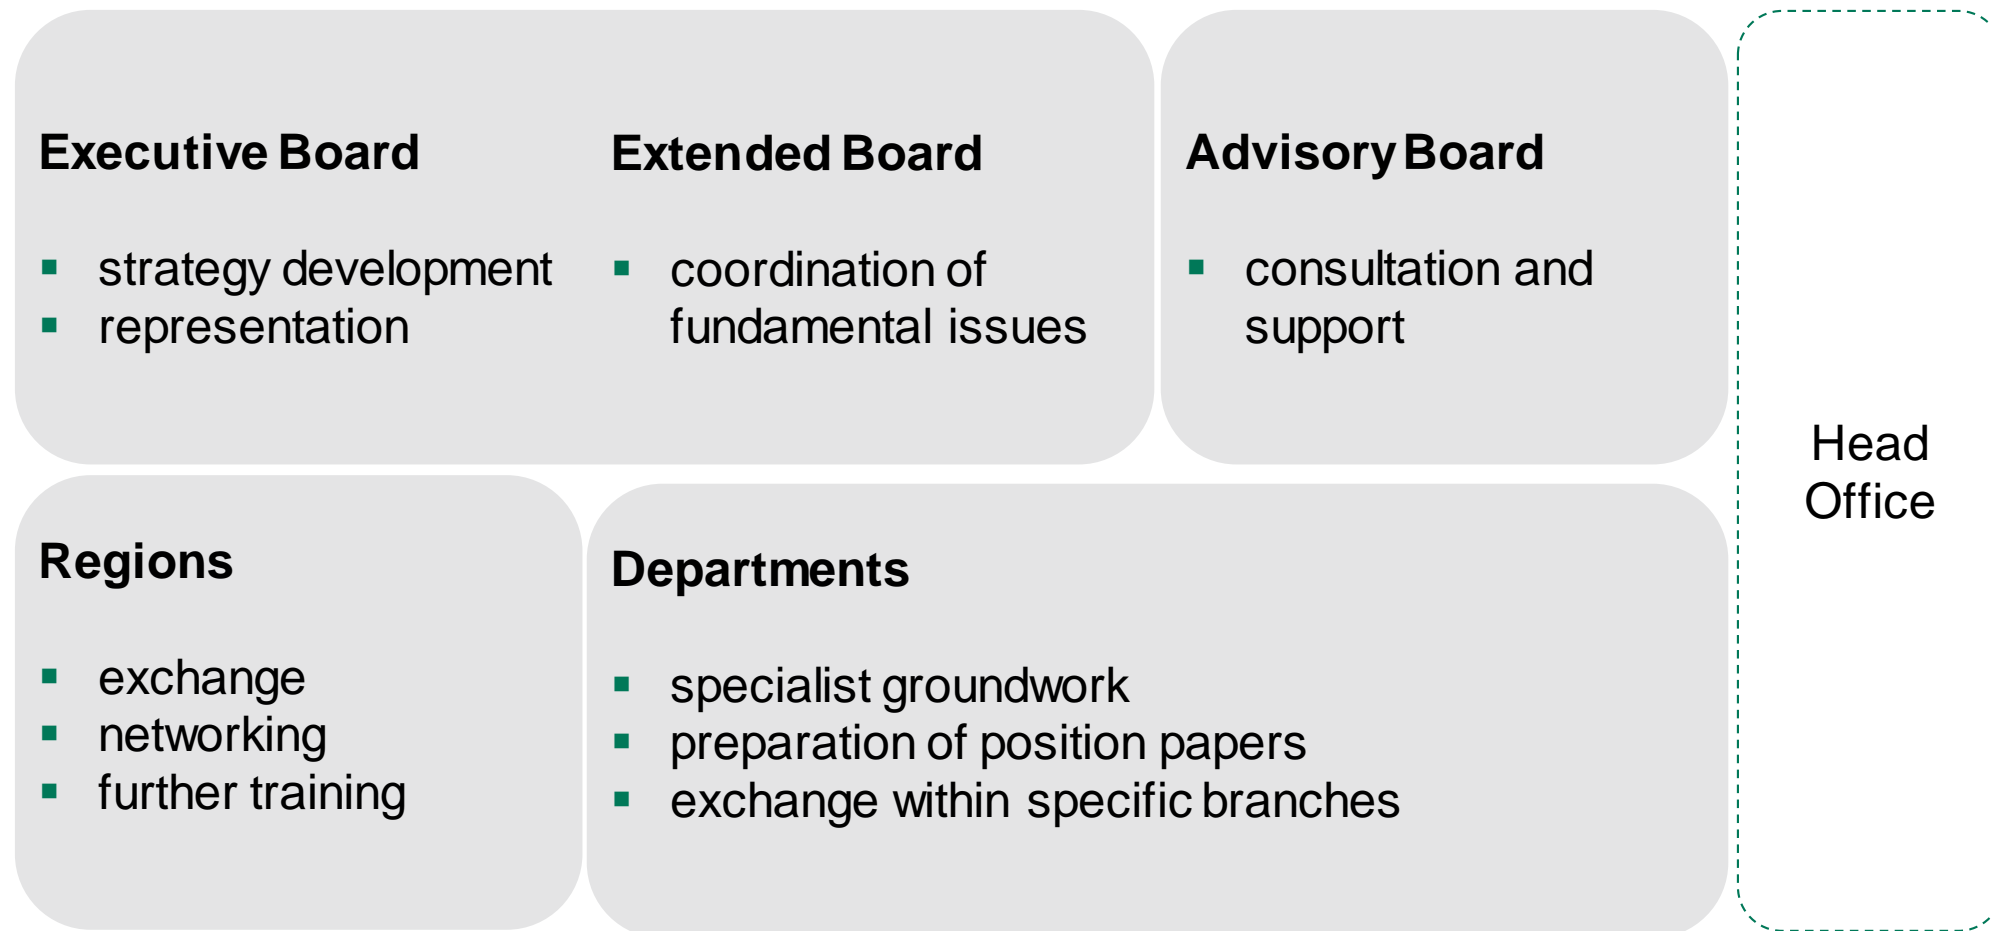 Executive Board
▪ strategy development
▪ representation
Extended Board
▪ coordination of
fundamental issues
Advisory Board
▪ consultation and
support
Regions
▪ exchange
▪ networking
▪ further training
Departments
▪ specialist groundwork
▪ preparation of position papers
▪ exchange within specific branches
Head
Office